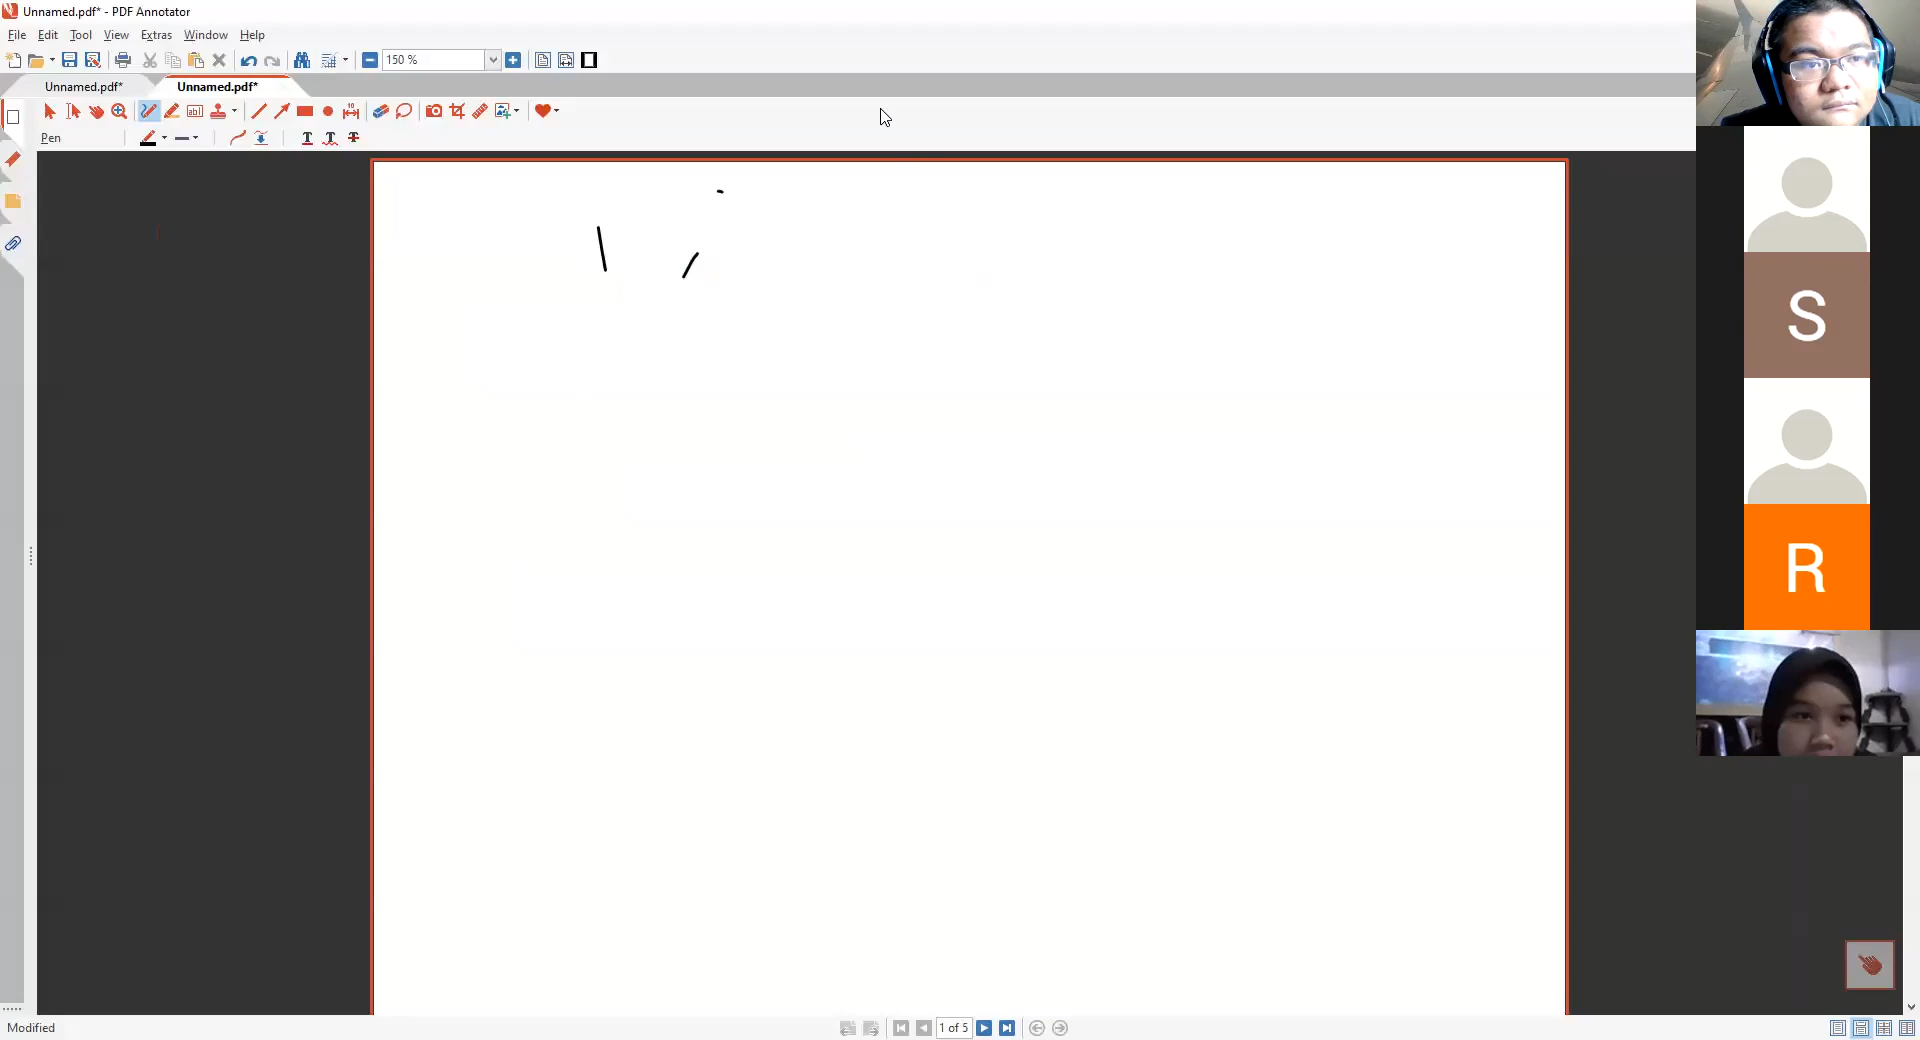 Unnamed.pdf* - PDF Annotator
File Edit Tool View Extras Window Help
150 %
Unnamed.pdf* Unnamed.pdf*
Pen
S
R
Modified
1 of 5